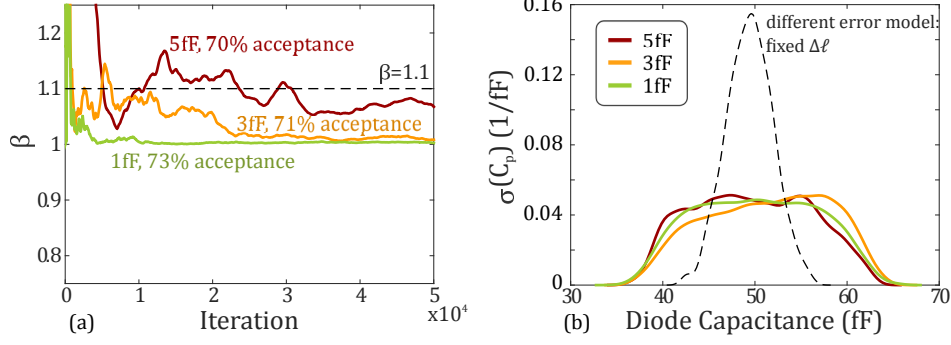 1.2
1.1
1
0.9
0.8
β
5fF, 70% acceptance
β=1.1
3fF, 71% acceptance
1fF, 73% acceptance
0 1 2 3 4 5
x10⁴
(a)
Iteration
0.16
0.12
0.08
0.04
0
σ(Cₚ) (1/fF)
5fF
3fF
1fF
different error model:
fixed Δℓ
30 40 50 60 70
(b)
Diode Capacitance (fF)